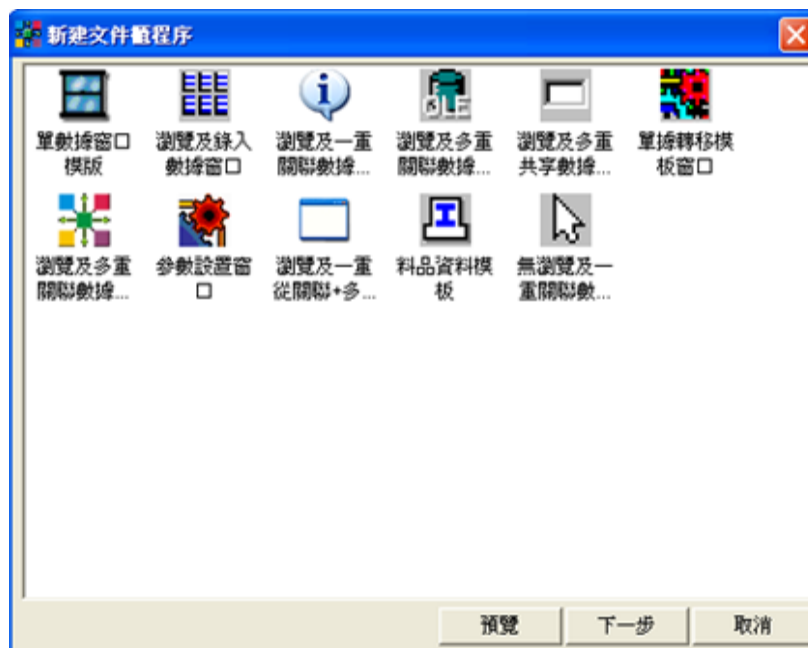 新建文件櫃程序
單數據窗口
模版
瀏覽及錄入
數據窗口
瀏覽及一重
關聯數據...
瀏覽及多重
關聯數據...
瀏覽及多重
共享數據...
單據轉移模
板窗口
瀏覽及多重
關聯數據...
參數設置窗
口
瀏覽及一重
從關聯+多...
料品資料模
板
無瀏覽及一
重關聯數...
預覽
下一步
取消